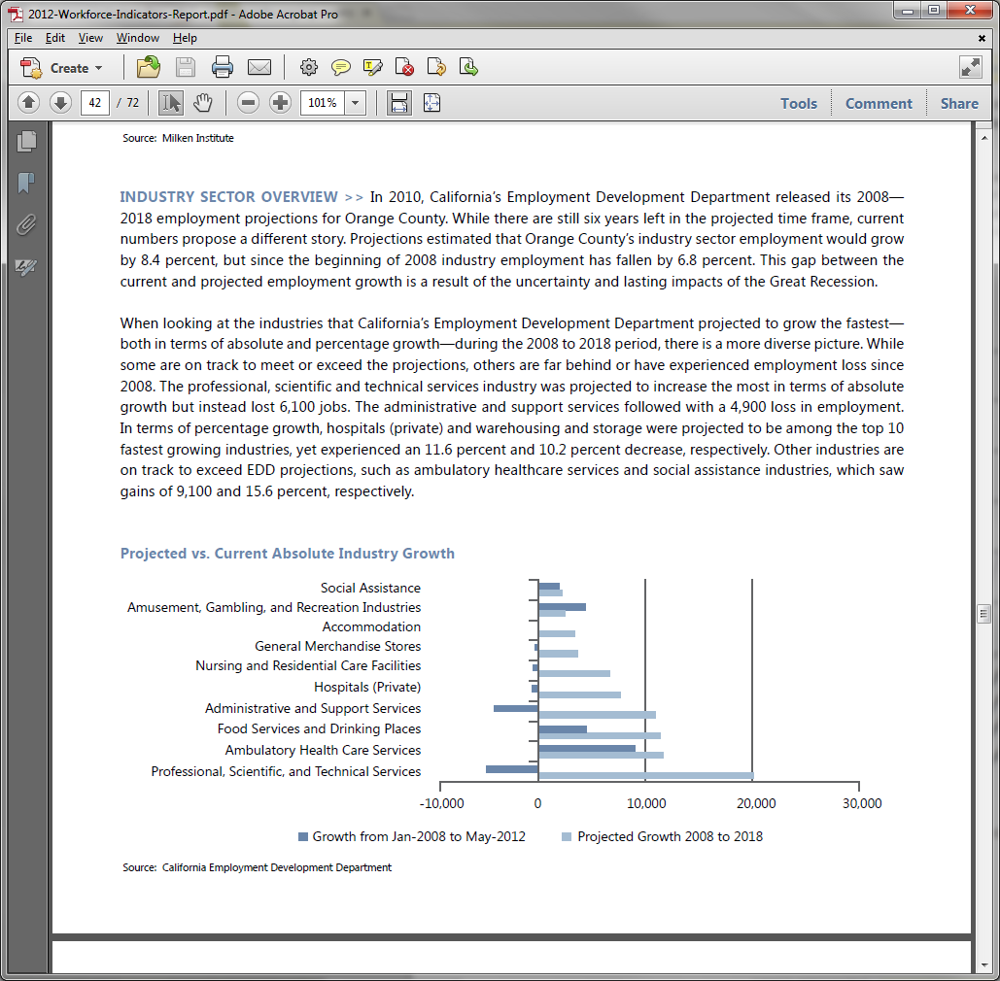 2012-Workforce-Indicators-Report.pdf - Adobe Acrobat Pro
File Edit View Window Help
Create
42 / 72 101% Tools Comment Share
Source: Milken Institute
INDUSTRY SECTOR OVERVIEW >> In 2010, California’s Employment Development Department released its 2008—
2018 employment projections for Orange County. While there are still six years left in the projected time frame, current
numbers propose a different story. Projections estimated that Orange County’s industry sector employment would grow
by 8.4 percent, but since the beginning of 2008 industry employment has fallen by 6.8 percent. This gap between the
current and projected employment growth is a result of the uncertainty and lasting impacts of the Great Recession.
When looking at the industries that California’s Employment Development Department projected to grow the fastest—
both in terms of absolute and percentage growth—during the 2008 to 2018 period, there is a more diverse picture. While
some are on track to meet or exceed the projections, others are far behind or have experienced employment loss since
2008. The professional, scientific and technical services industry was projected to increase the most in terms of absolute
growth but instead lost 6,100 jobs. The administrative and support services followed with a 4,900 loss in employment.
In terms of percentage growth, hospitals (private) and warehousing and storage were projected to be among the top 10
fastest growing industries, yet experienced an 11.6 percent and 10.2 percent decrease, respectively. Other industries are
on track to exceed EDD projections, such as ambulatory healthcare services and social assistance industries, which saw
gains of 9,100 and 15.6 percent, respectively.
Projected vs. Current Absolute Industry Growth
Social Assistance
Amusement, Gambling, and Recreation Industries
Accommodation
General Merchandise Stores
Nursing and Residential Care Facilities
Hospitals (Private)
Administrative and Support Services
Food Services and Drinking Places
Ambulatory Health Care Services
Professional, Scientific, and Technical Services
-10,000 0 10,000 20,000 30,000
Growth from Jan-2008 to May-2012 Projected Growth 2008 to 2018
Source: California Employment Development Department